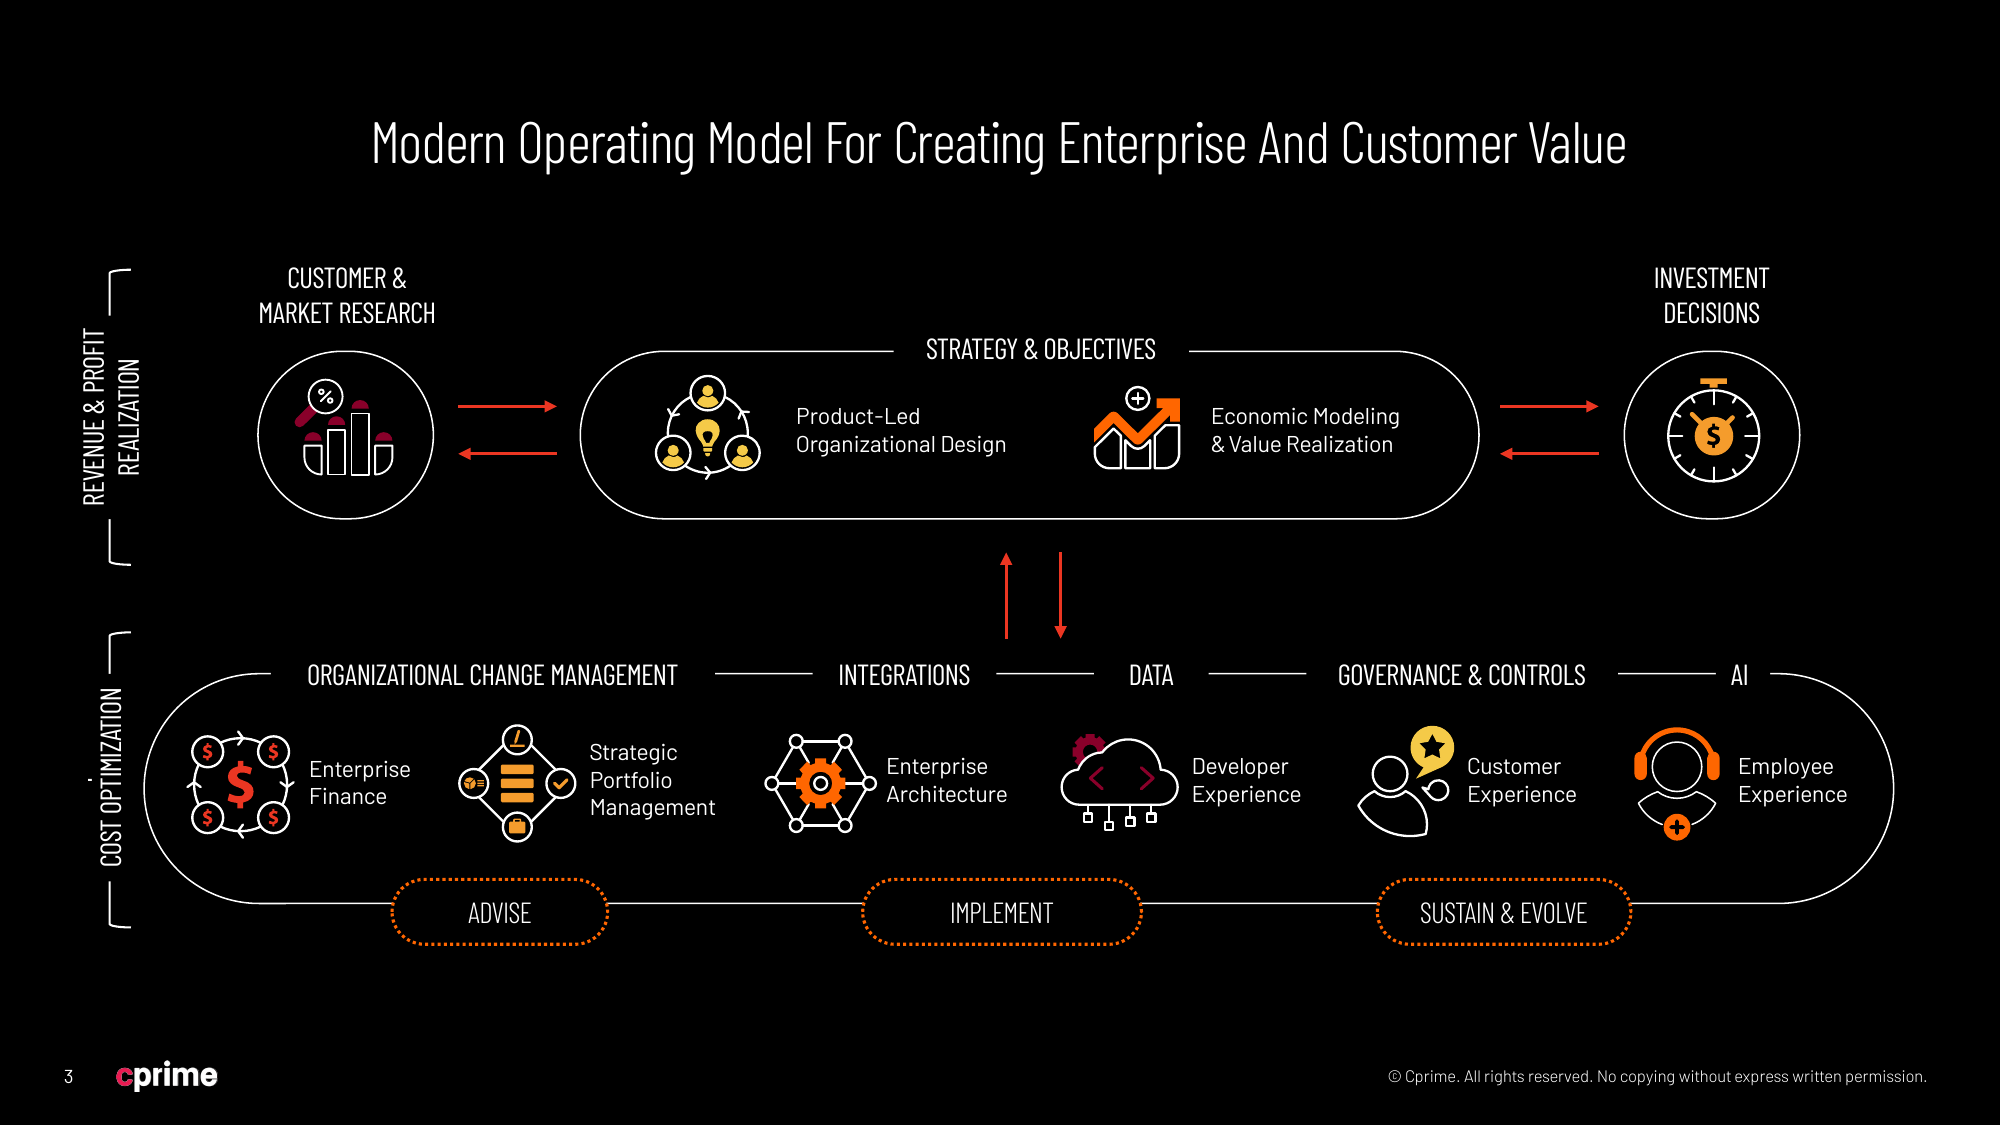 Modern Operating Model For Creating Enterprise And Customer Value
REVENUE & PROFIT
REALIZATION
CUSTOMER &
MARKET RESEARCH
%
STRATEGY & OBJECTIVES
Product-Led
Organizational Design
Economic Modeling
& Value Realization
INVESTMENT
DECISIONS
$
COST OPTIMIZATION
ORGANIZATIONAL CHANGE MANAGEMENT
INTEGRATIONS
DATA
GOVERNANCE & CONTROLS
AI
$ $
$
$ $
Enterprise
Finance
Strategic
Portfolio
Management
Enterprise
Architecture
Developer
Experience
Customer
Experience
Employee
Experience
ADVISE
IMPLEMENT
SUSTAIN & EVOLVE
3
cprime
© Cprime. All rights reserved. No copying without express written permission.